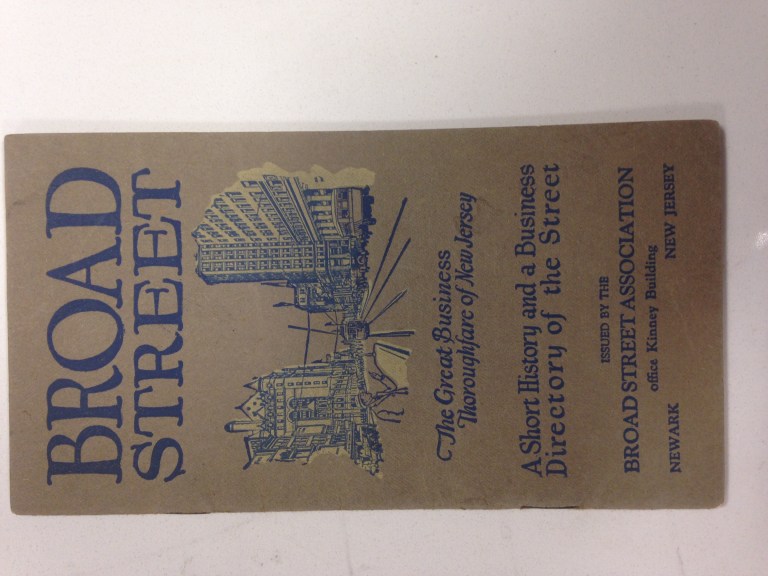 BROAD
STREET
The Great Business
Thoroughfare of New Jersey
A Short History and a Business
Directory of the Street
ISSUED BY THE
BROAD STREET ASSOCIATION
Office Kinney Building
NEWARK NEW JERSEY